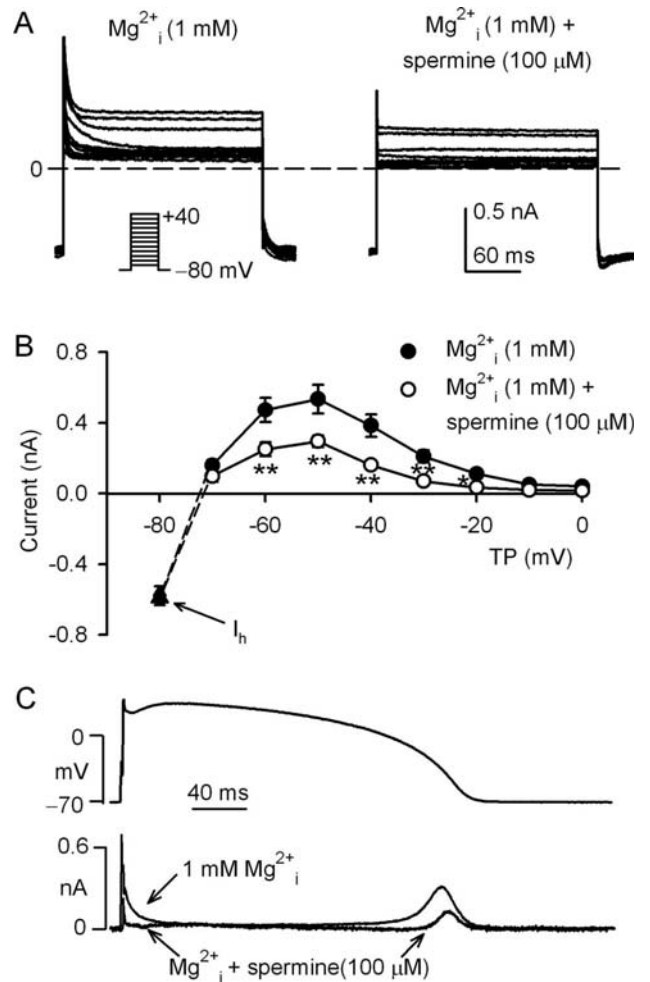 A
Mg2+i (1 mM)
Mg2+i (1 mM) +
spermine (100 μM)
0
+40
−80 mV
0.5 nA
60 ms
B
Mg2+i (1 mM)
Mg2+i (1 mM) +
spermine (100 μM)
Current (nA)
0.8
0.4
0.0
-0.4
-0.8
** ** ** ** *
-80 -60 -40 -20 0
TP (mV)
Ih
C
0
mV
−70
40 ms
0.6
nA
0
1 mM Mg2+i
Mg2+i + spermine(100 μM)